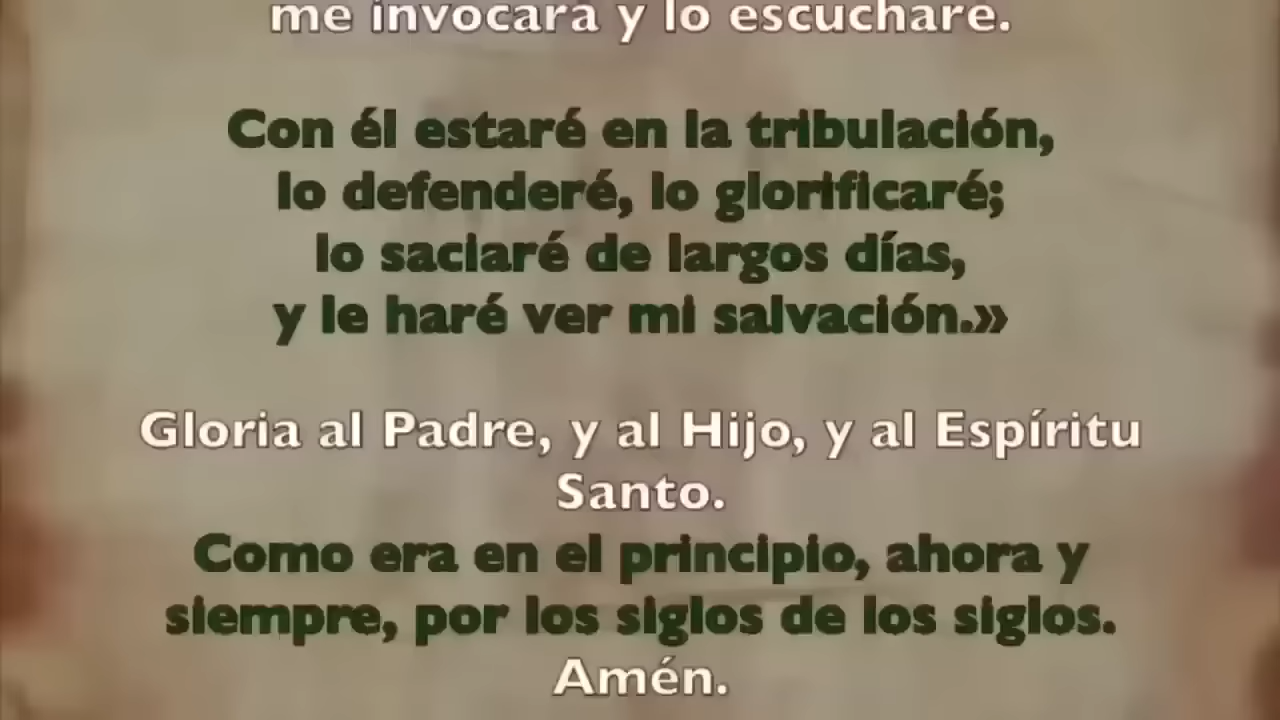 me invocará y lo escucharé.
Con él estaré en la tribulación,
lo defenderé, lo glorificaré;
lo saciaré de largos días,
y le haré ver mi salvación.»
Gloria al Padre, y al Hijo, y al Espíritu
Santo.
Como era en el principio, ahora y
siempre, por los siglos de los siglos.
Amén.